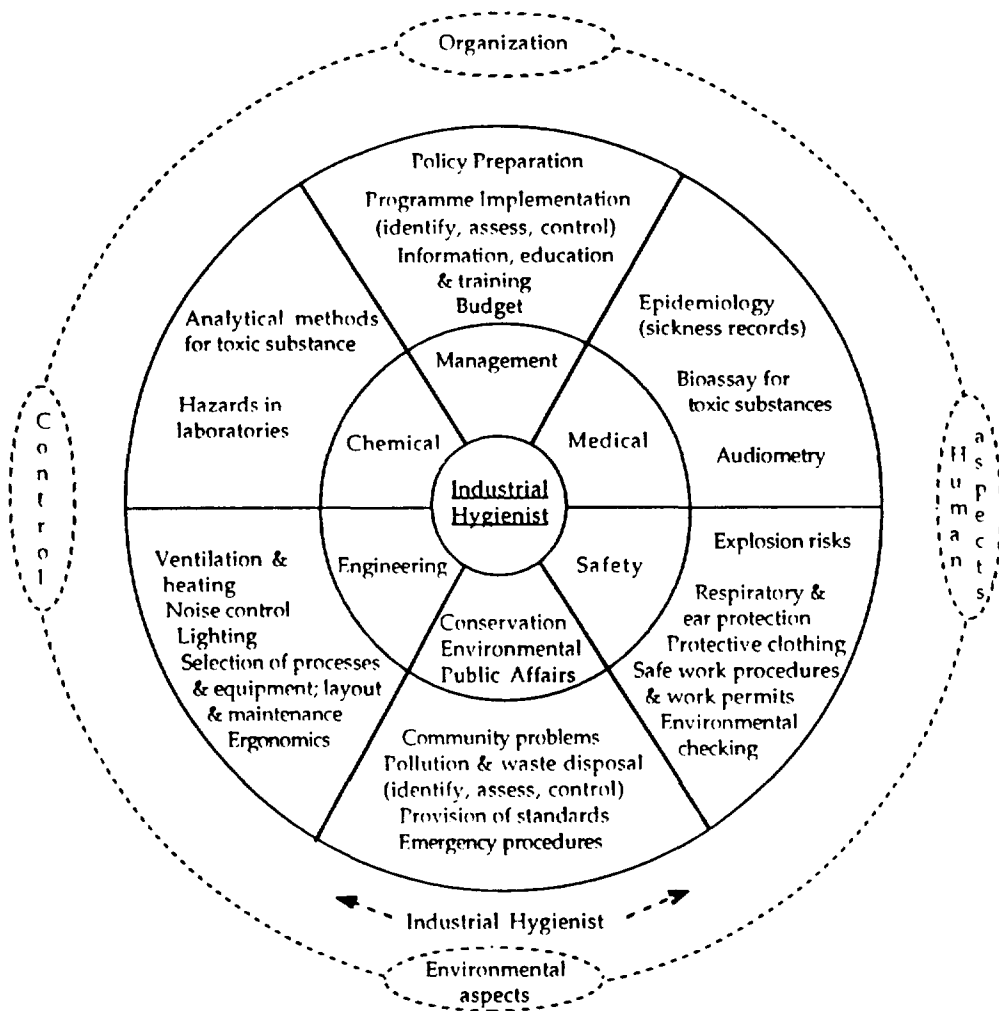 Organization
Policy Preparation
Programme Implementation
(identify, assess, control)
Information, education
& training
Budget
Management
Analytical methods
for toxic substance
Hazards in
laboratories
Chemical
Epidemiology
(sickness records)
Bioassay for
toxic substances
Audiometry
Medical
Control
Industrial
Hygienist
Human
aspects
Ventilation &
heating
Noise control
Lighting
Selection of processes
& equipment; layout
& maintenance
Ergonomics
Engineering
Safety
Explosion risks
Respiratory &
ear protection
Protective clothing
Safe work procedures
& work permits
Environmental
checking
Conservation
Environmental
Public Affairs
Community problems
Pollution & waste disposal
(identify, assess, control)
Provision of standards
Emergency procedures
Industrial Hygienist
Environmental
aspects